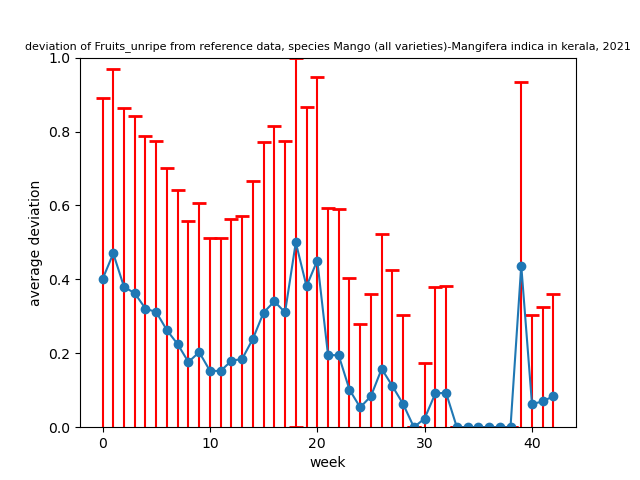 deviation of Fruits_unripe from reference data, species Mango (all varieties)-Mangifera indica in kerala, 2021
1.0
0.8
0.6
0.4
0.2
0.0
average deviation
0 10 20 30 40
week